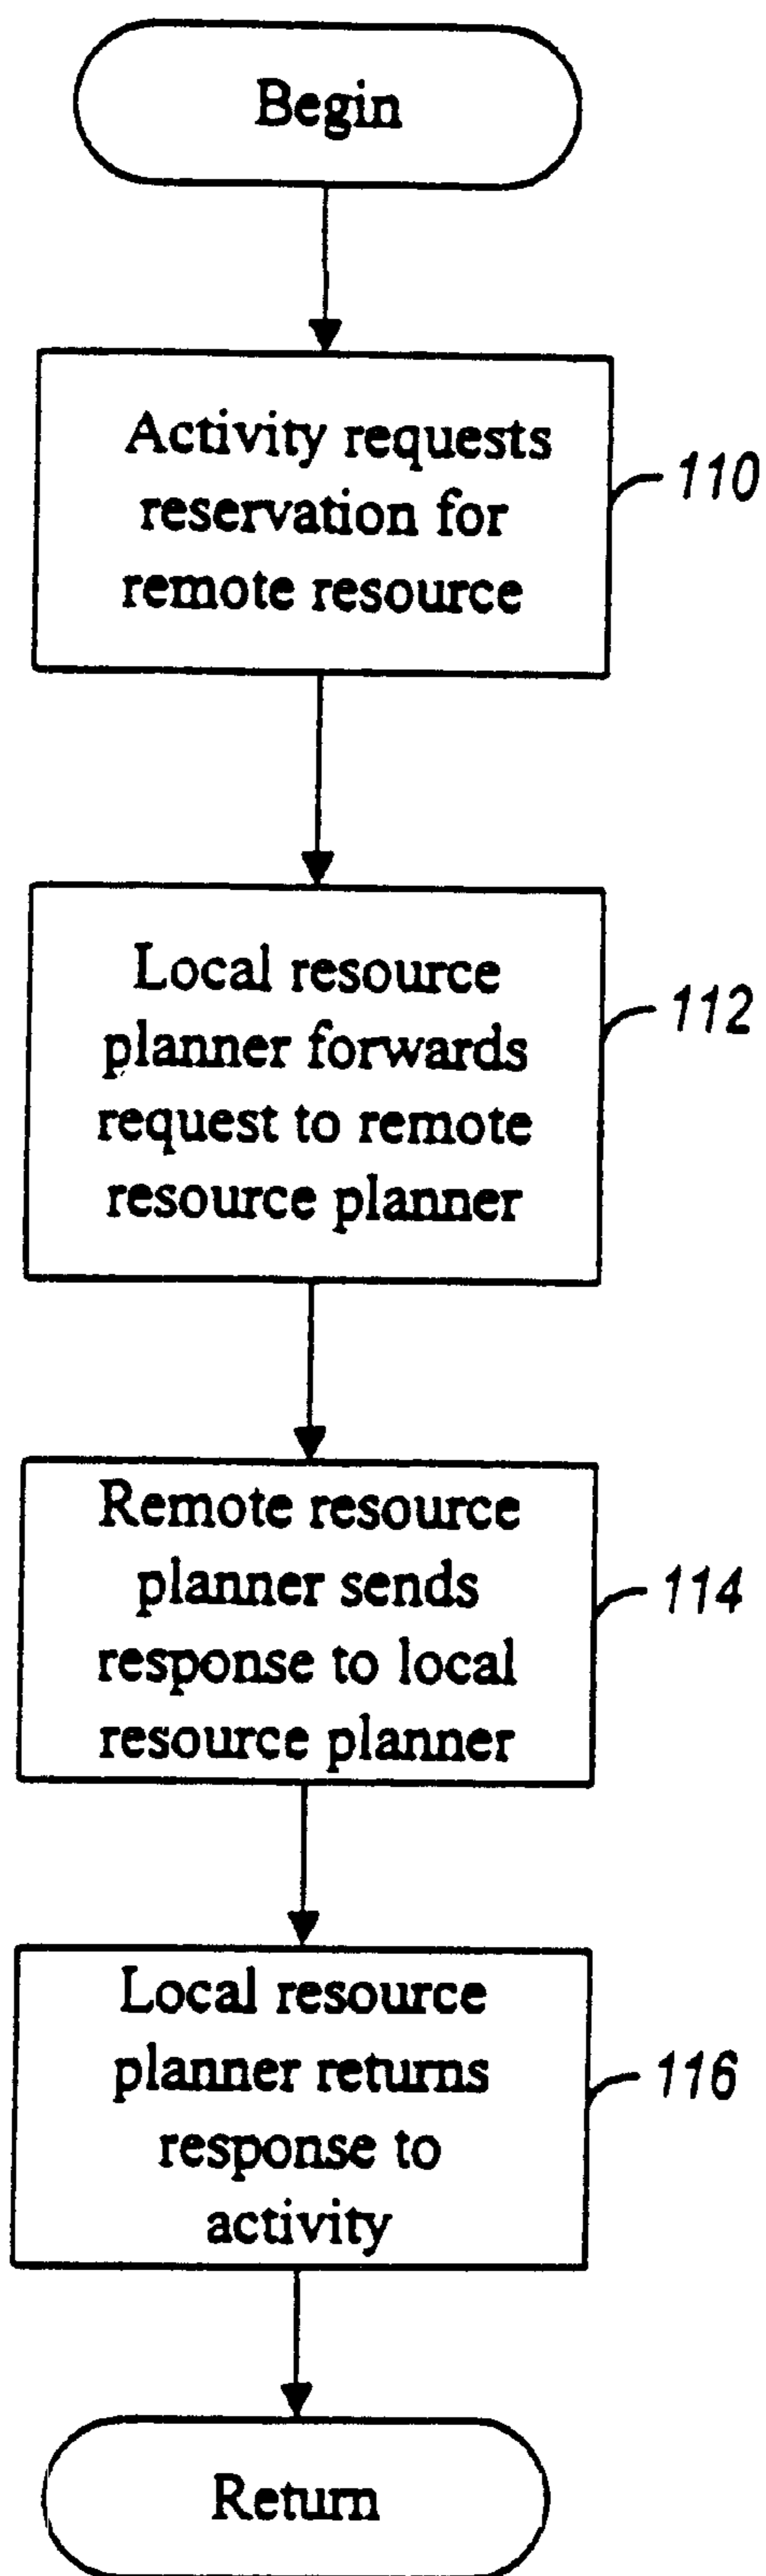 Begin
Activity requests
reservation for
remote resource
110
Local resource
planner forwards
request to remote
resource planner
112
Remote resource
planner sends
response to local
resource planner
114
Local resource
planner returns
response to
activity
116
Return